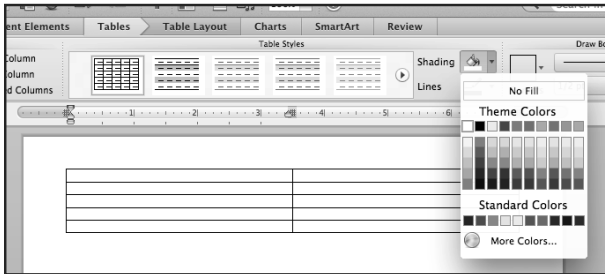 ent Elements Tables Table Layout Charts SmartArt Review
Table Styles
Draw Bo
Column
olumn
d Columns
Shading
Lines
No Fill
Theme Colors
Standard Colors
More Colors...
1 2 3 4 5 6